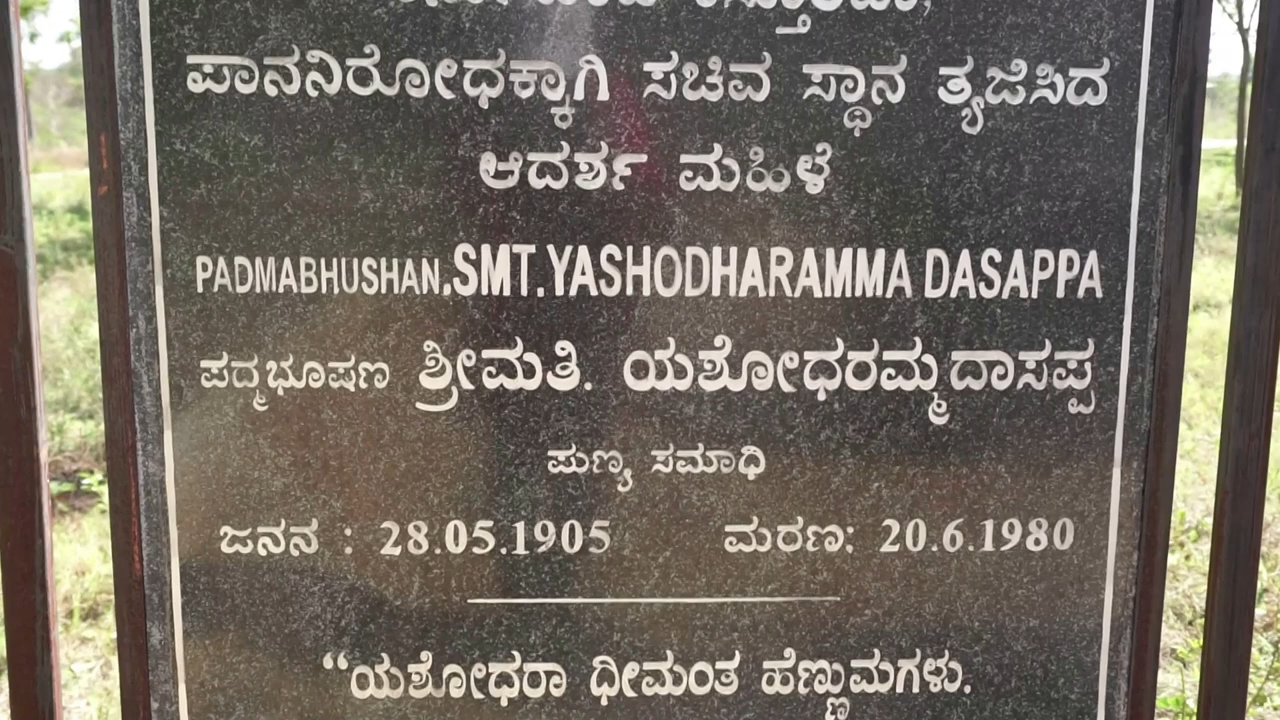 ಪಾನನಿರೋಧಕ್ಕಾಗಿ ಸಚಿವ ಸ್ಥಾನ ತ್ಯಜಿಸಿದ
ಆದರ್ಶ ಮಹಿಳೆ
PADMABHUSHAN.SMT.YASHODHARAMMA DASAPPA
ಪದ್ಮಭೂಷಣ ಶ್ರೀಮತಿ. ಯಶೋಧರಮ್ಮದಾಸಪ್ಪ
ಪುಣ್ಯ ಸಮಾಧಿ
ಜನನ : 28.05.1905 ಮರಣ: 20.6.1980
“ಯಶೋಧರಾ ಧೀಮಂತ ಹೆಣ್ಣುಮಗಳು.